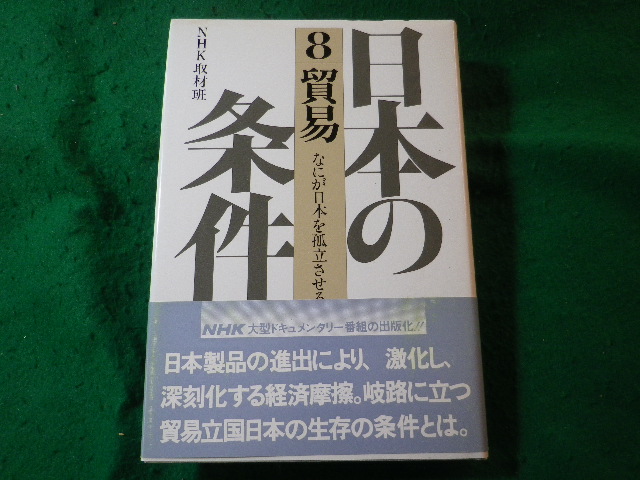 日本の
条件
8 貿易
なにが日本を孤立させる
NHK取材班
NHK 大型ドキュメンタリー番組の出版化!!
日本製品の進出により、激化し、
深刻化する経済摩擦。岐路に立つ
貿易立国日本の生存の条件とは。